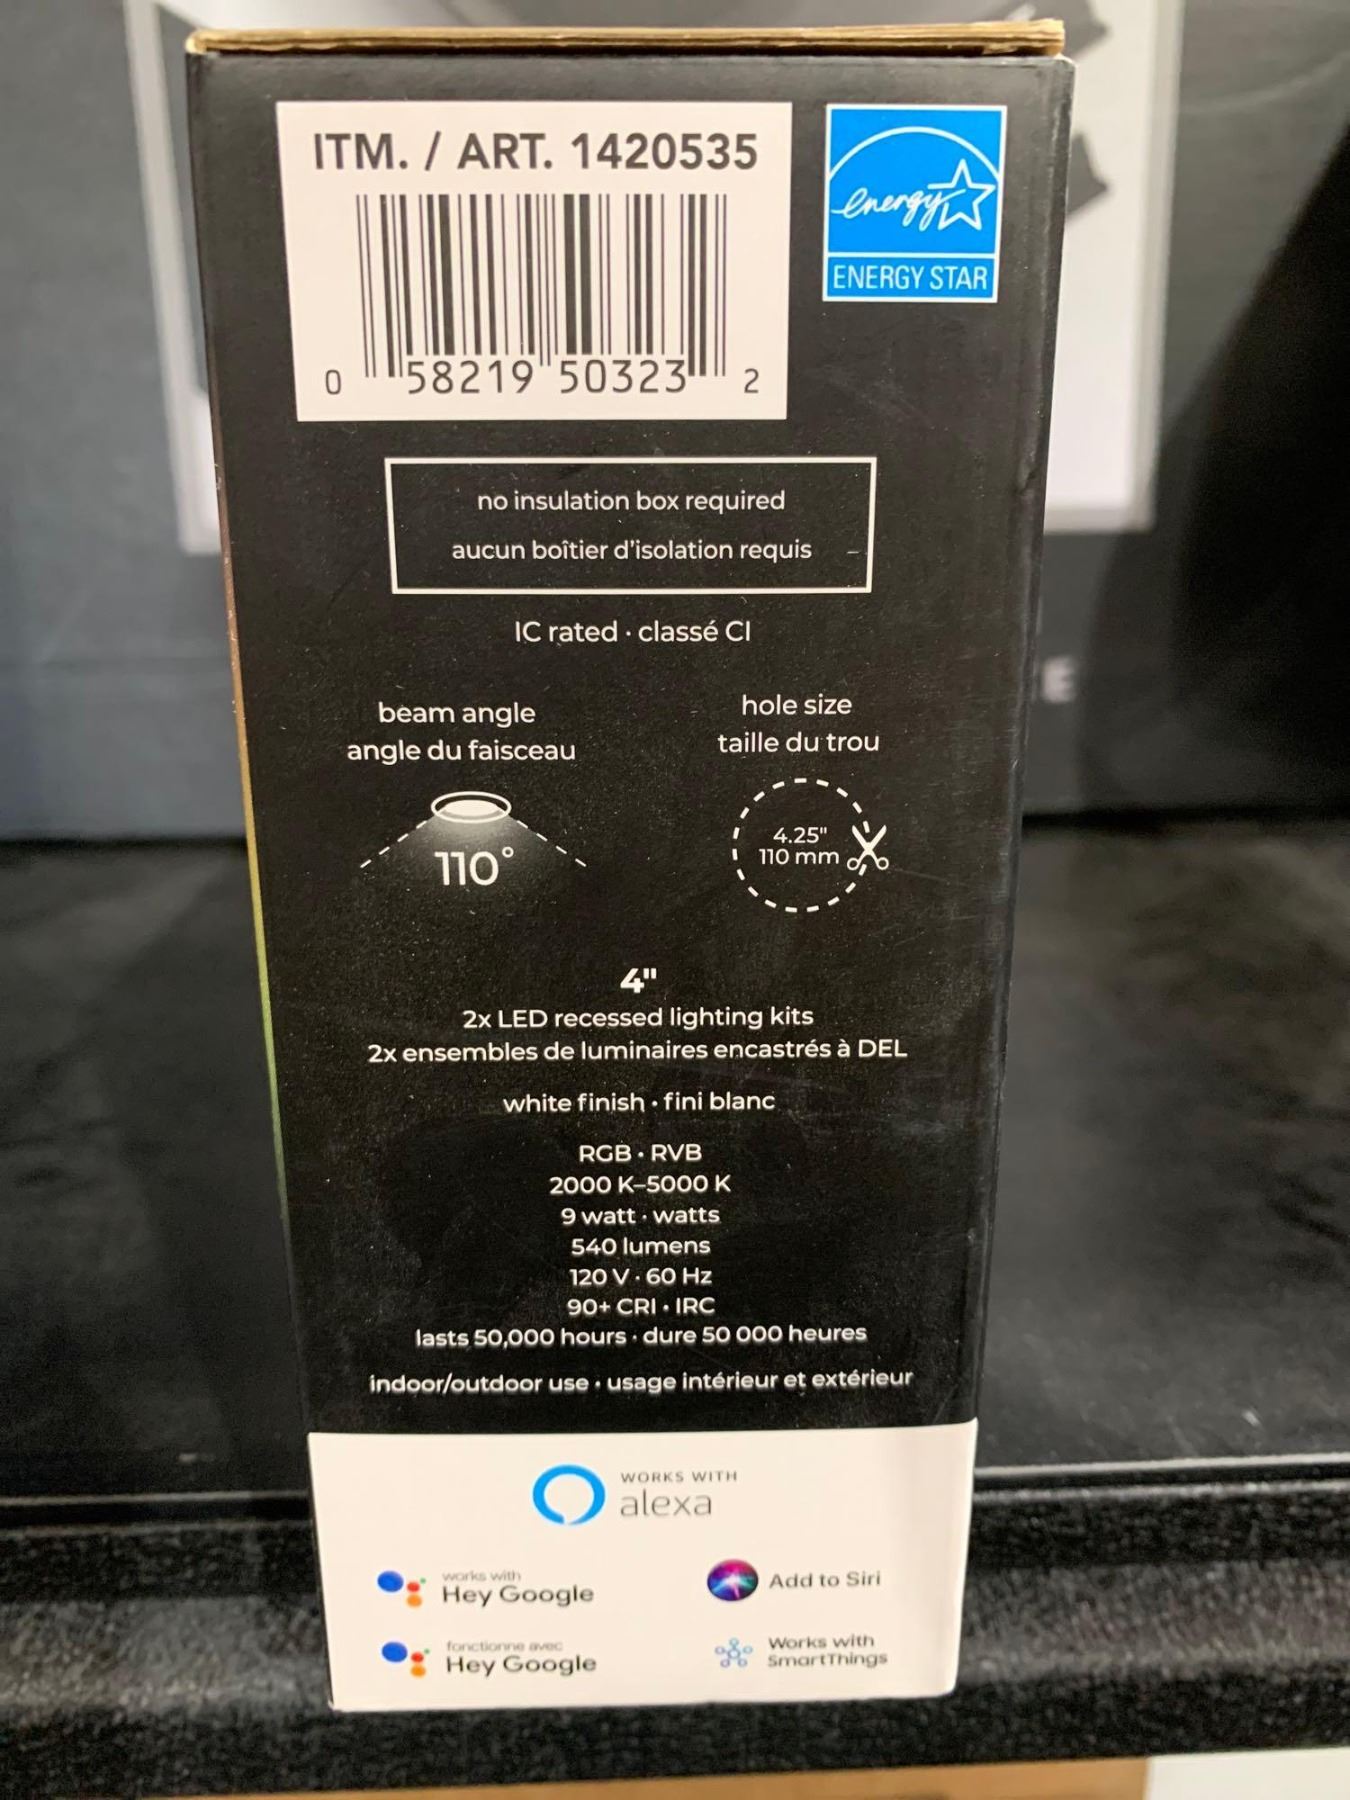 ITM. / ART. 1420535
0 58219 50323 2
energy
ENERGY STAR
no insulation box required
aucun boîtier d'isolation requis
IC rated · classé CI
beam angle
angle du faisceau
110°
hole size
taille du trou
4.25"
110 mm
4"
2x LED recessed lighting kits
2x ensembles de luminaires encastrés à DEL
white finish · fini blanc
RGB · RVB
2000 K–5000 K
9 watt · watts
540 lumens
120 V · 60 Hz
90+ CRI · IRC
lasts 50,000 hours · dure 50 000 heures
indoor/outdoor use · usage intérieur et extérieur
WORKS WITH
alexa
works with
Hey Google
Add to Siri
fonctionne avec
Hey Google
Works with
SmartThings
E